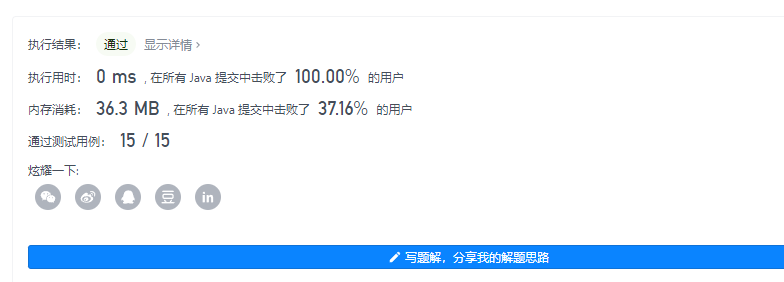 执行结果： 通过 显示详情 ›
执行用时： 0 ms ，在所有 Java 提交中击败了 100.00% 的用户
内存消耗： 36.3 MB ，在所有 Java 提交中击败了 37.16% 的用户
通过测试用例： 15 / 15
炫耀一下:
豆 in
写题解，分享我的解题思路